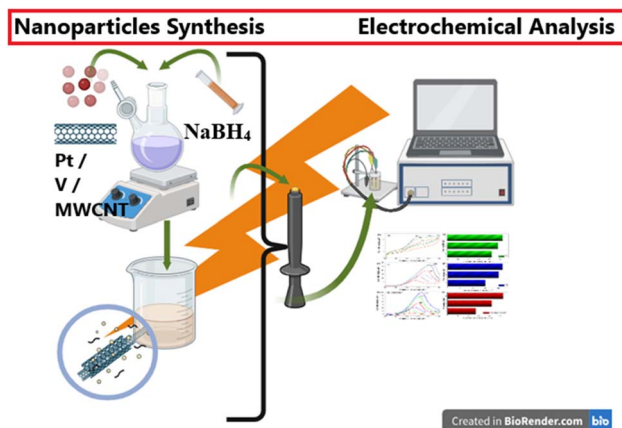 Nanoparticles Synthesis
Electrochemical Analysis
NaBH₄
Pt /
V /
MWCNT
Created in BioRender.com bio